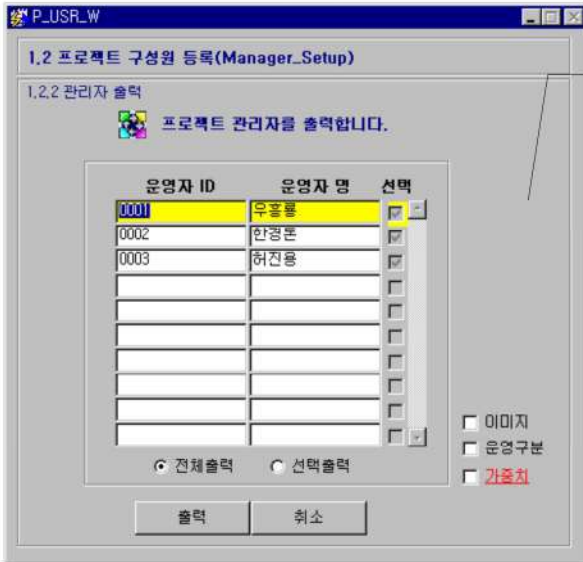 P_USR_W
1.2 프로젝트 구성원 등록(Manager_Setup)
1.2.2 관리자 출력
프로젝트 관리자를 출력합니다.
운영자 ID 운영자 명 선택
0001 우흥룡
0002 한경돈
0003 허진용
이미지
운영구분
전체출력 선택출력
가중치
출력 취소